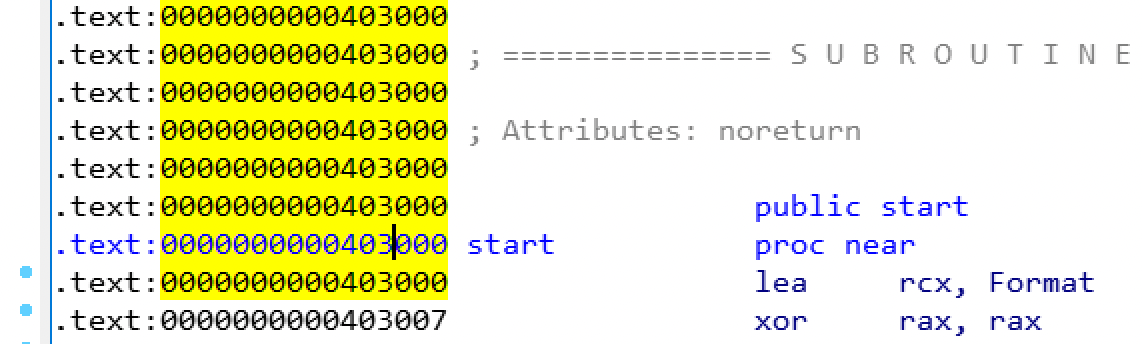 .text:0000000000403000
.text:0000000000403000 ; =============== S U B R O U T I N E
.text:0000000000403000
.text:0000000000403000 ; Attributes: noreturn
.text:0000000000403000
.text:0000000000403000 public start
.text:0000000000403000 start proc near
.text:0000000000403000 lea rcx, Format
.text:0000000000403007 xor rax, rax